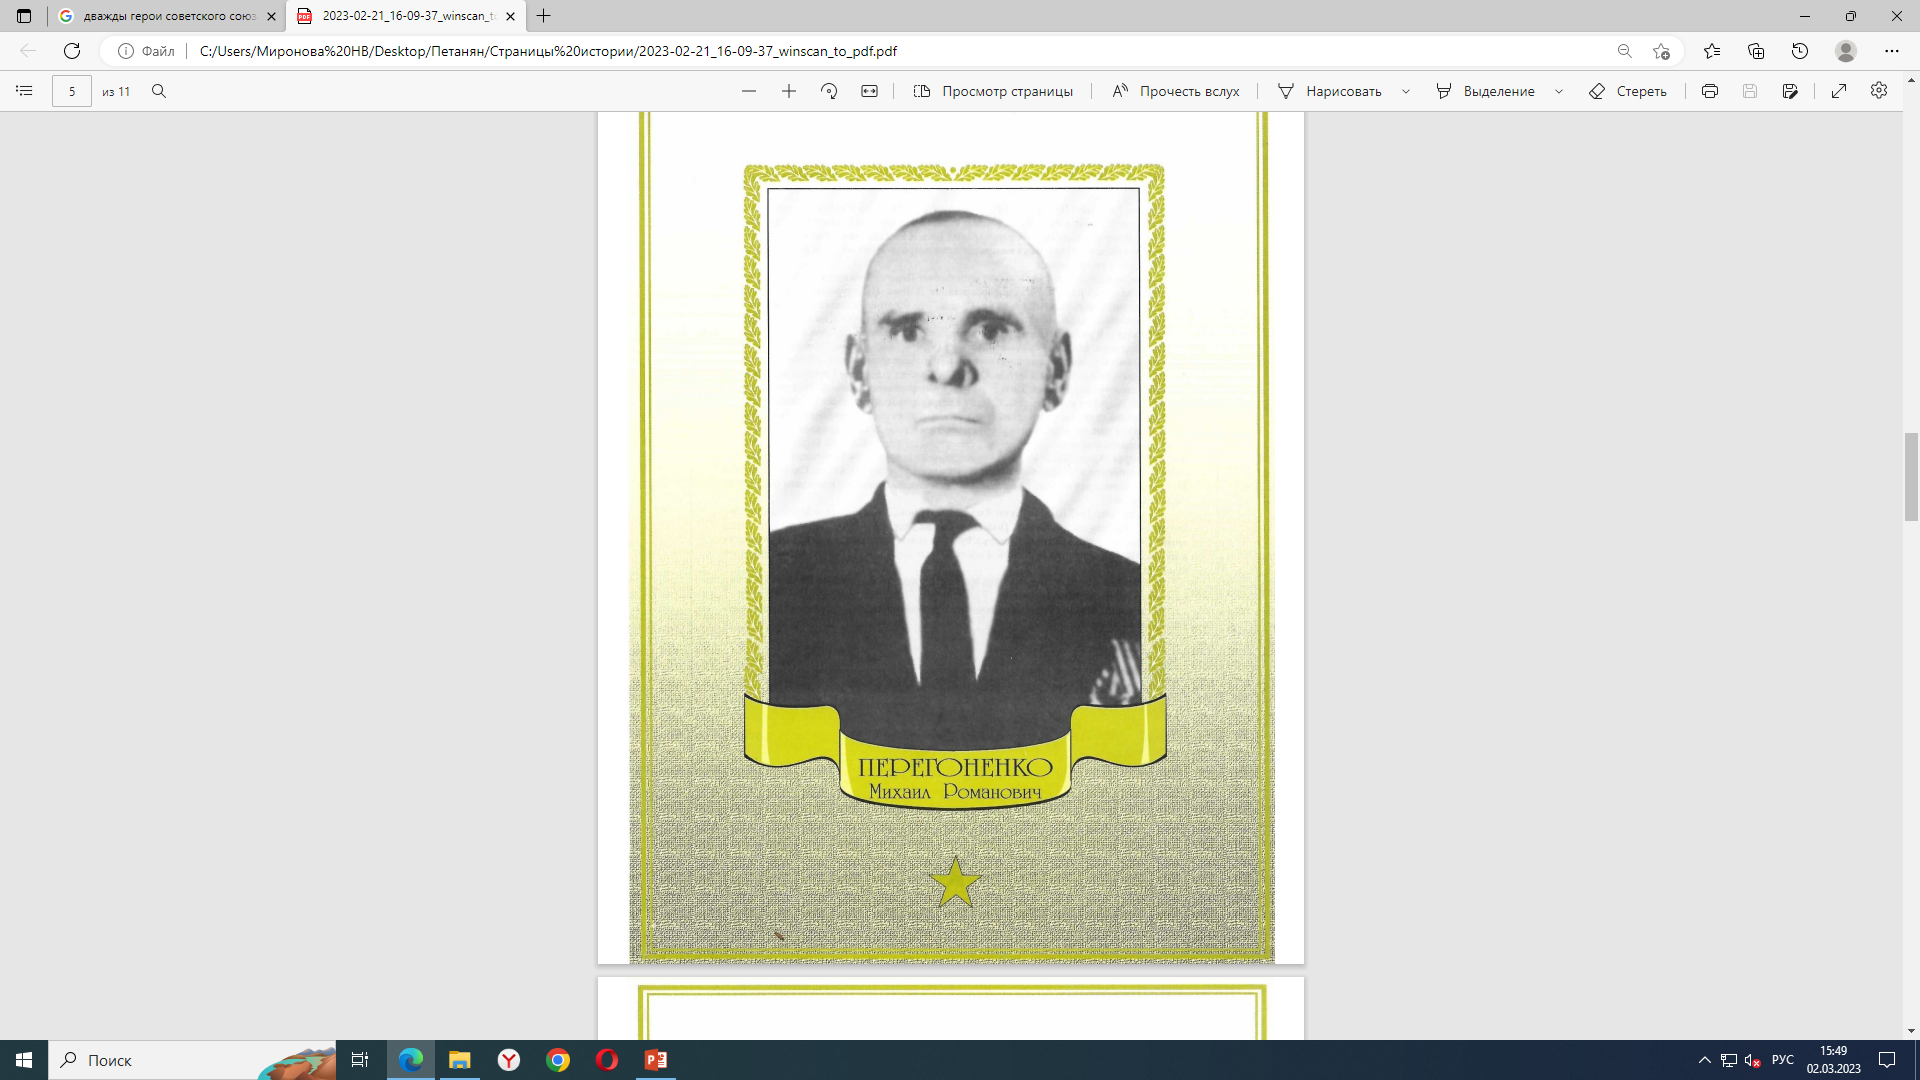 дважды герои советского союз
2023-02-21_16-09-37_winscan_to
Файл
C:/Users/Миронова%20НВ/Desktop/Петанян/Страницы%20истории/2023-02-21_16-09-37_winscan_to_pdf.pdf
5 из 11
Просмотр страницы
Прочесть вслух
Нарисовать
Выделение
Стереть
ПЕРЕГОНЕНКО
Михаил Романович
Поиск
РУС
15:49
02.03.2023